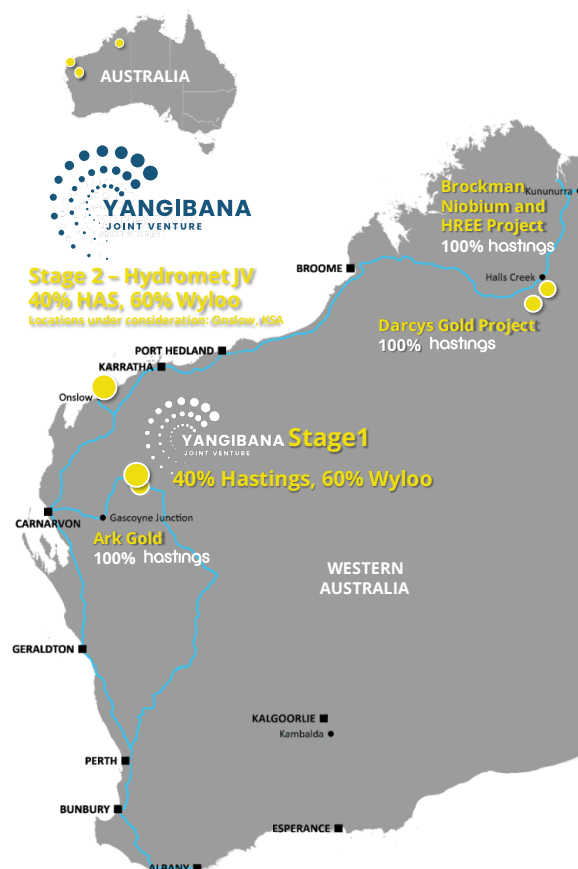 AUSTRALIA
YANGIBANA
JOINT VENTURE
Stage 2 – Hydromet JV
40% HAS, 60% Wyloo
Locations under consideration: Onslow, KSA
Brockman
Niobium and
HREE Project
100% hastings
Kununurra
BROOME
Halls Creek
Darcys Gold Project
100% hastings
PORT HEDLAND
KARRATHA
Onslow
YANGIBANA Stage1
JOINT VENTURE
40% Hastings, 60% Wyloo
CARNARVON
Gascoyne Junction
Ark Gold
100% hastings
WESTERN
AUSTRALIA
GERALDTON
KALGOORLIE
Kambalda
PERTH
BUNBURY
ESPERANCE
ALBANY